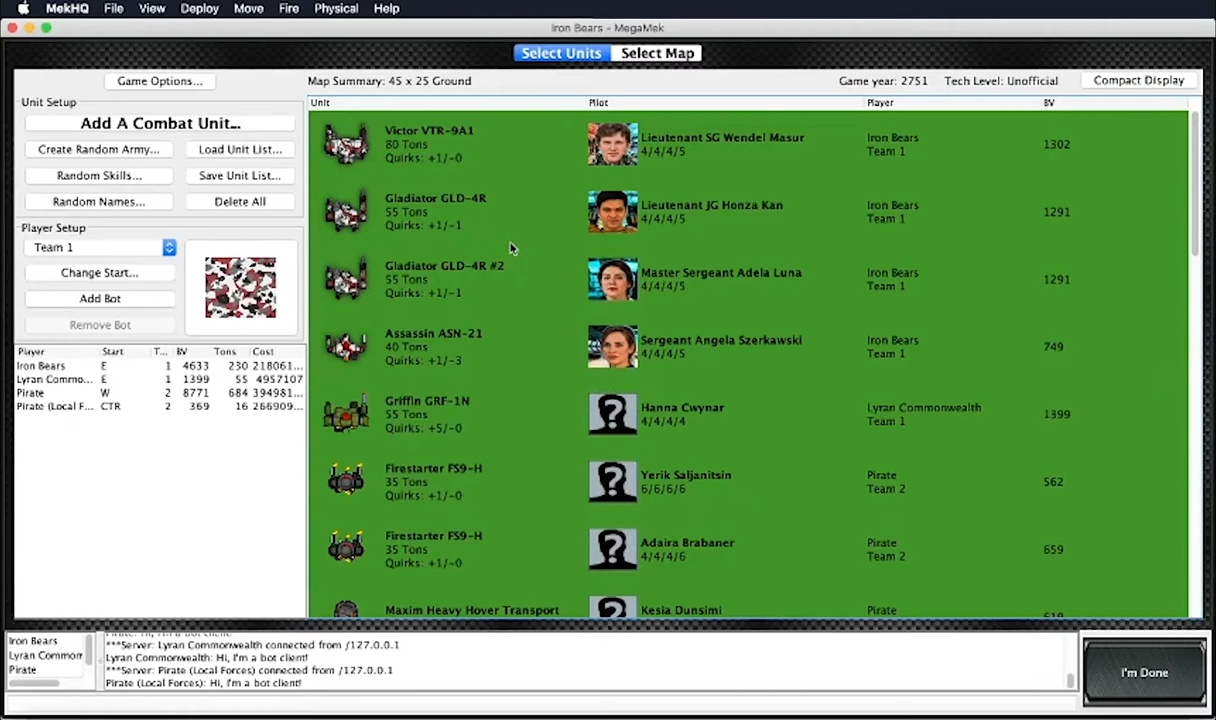 MekHQ File View Deploy Move Fire Physical Help
Iron Bears - MegaMek
Select Units Select Map
Game Options... Map Summary: 45 x 25 Ground Game year: 2751 Tech Level: Unofficial Compact Display
Unit Setup
Add A Combat Unit...
Create Random Army... Load Unit List...
Random Skills... Save Unit List...
Random Names... Delete All
Player Setup
Team 1
Change Start...
Add Bot
Remove Bot
Player Start T... BV Tons Cost
Iron Bears E 1 4633 230 218061...
Lyran Commo... E 1 1399 55 4957107
Pirate W 2 8771 684 394981...
Pirate (Local F... CTR 2 369 16 266909...
Unit Pilot Player BV
Victor VTR-9A1
80 Tons
Quirks: +1/-0
Lieutenant SG Wendel Masur
4/4/4/5
Iron Bears
Team 1
1302
Gladiator GLD-4R
55 Tons
Quirks: +1/-1
Lieutenant JG Honza Kan
4/4/4/5
Iron Bears
Team 1
1291
Gladiator GLD-4R #2
55 Tons
Quirks: +1/-1
Master Sergeant Adela Luna
4/4/4/5
Iron Bears
Team 1
1291
Assassin ASN-21
40 Tons
Quirks: +1/-3
Sergeant Angela Szerkawski
4/4/4/5
Iron Bears
Team 1
749
Griffin GRF-1N
55 Tons
Quirks: +5/-0
Hanna Cwynar
4/4/4/4
Lyran Commonwealth
Team 1
1399
Firestarter FS9-H
35 Tons
Quirks: +1/-0
Yerik Saljanitsin
6/6/6/6
Pirate
Team 2
562
Firestarter FS9-H
35 Tons
Quirks: +1/-0
Adaira Brabaner
4/4/4/6
Pirate
Team 2
659
Maxim Heavy Hover Transport
Kesia Dunsimi
Pirate
Iron Bears
Lyran Common
Pirate
Pirate: Hi, I'm a bot client!
***Server: Lyran Commonwealth connected from /127.0.0.1
Lyran Commonwealth: Hi, I'm a bot client!
***Server: Pirate (Local Forces) connected from /127.0.0.1
Pirate (Local Forces): Hi, I'm a bot client!
I'm Done